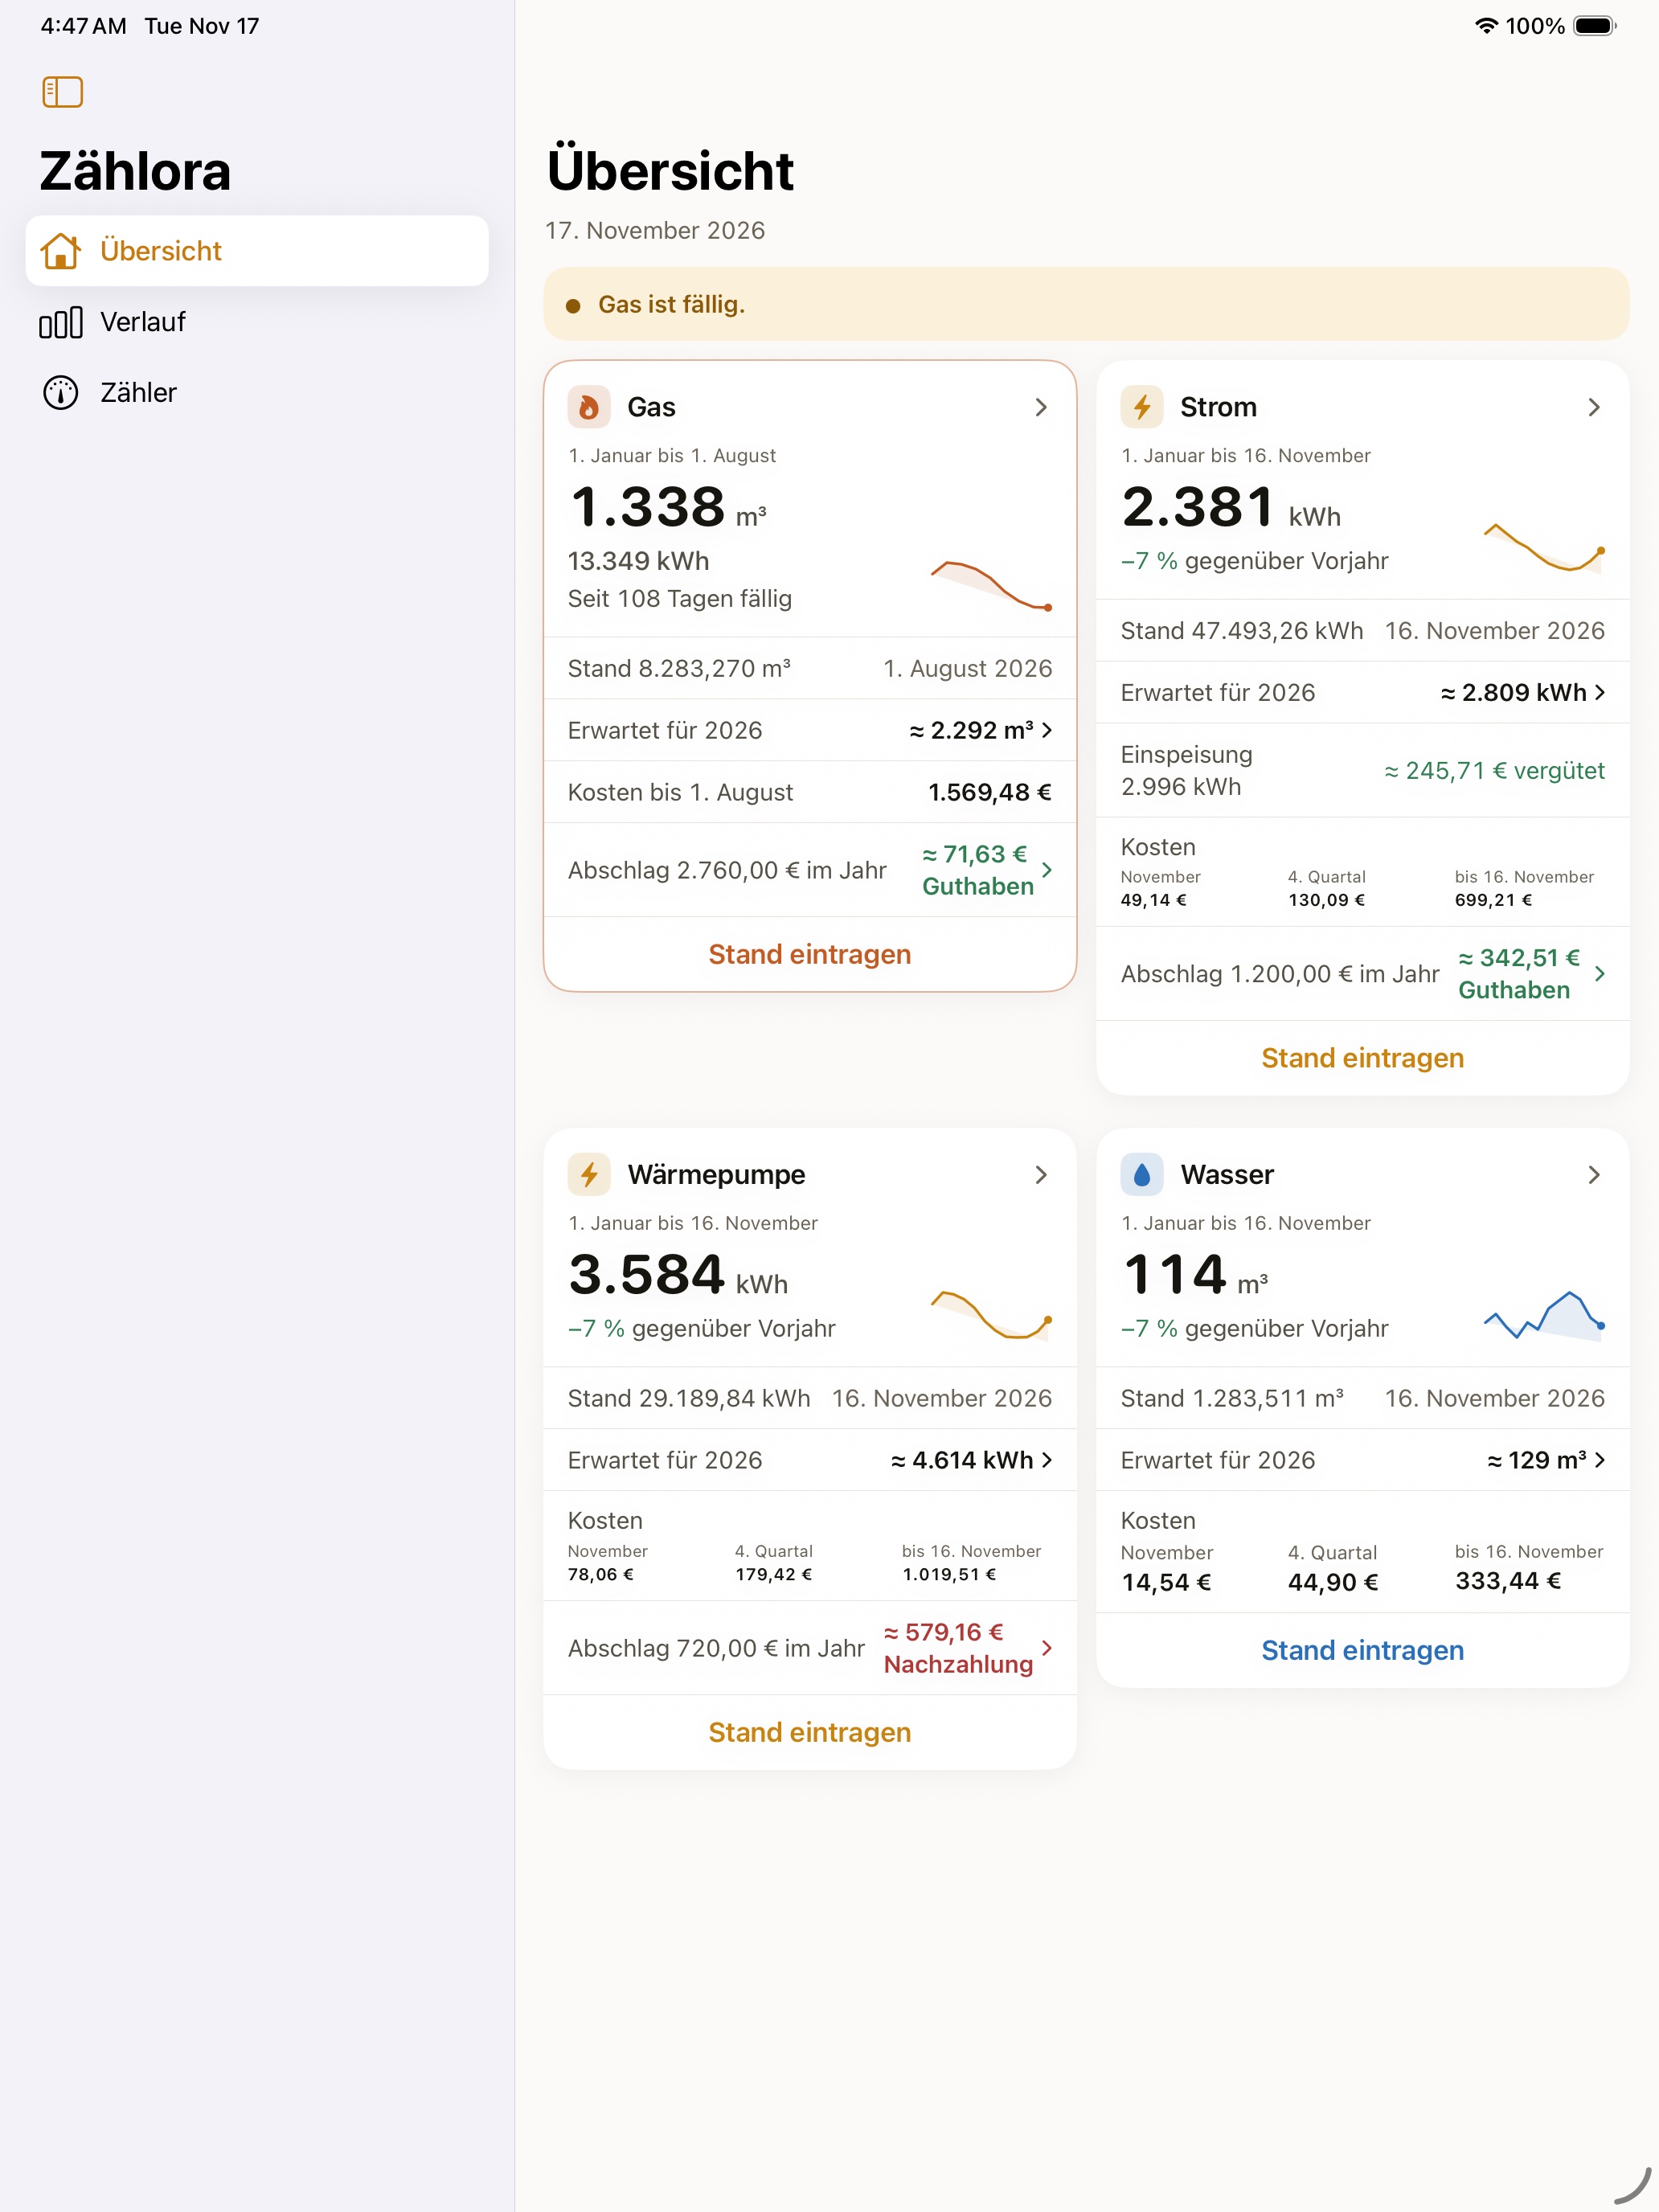 4:47 AM Tue Nov 17
100%
Zählora
Übersicht
Verlauf
Zähler
Übersicht
17. November 2026
Gas ist fällig.
Gas
1. Januar bis 1. August
1.338 m³
13.349 kWh
Seit 108 Tagen fällig
Stand 8.283,270 m³ 1. August 2026
Erwartet für 2026 ≈ 2.292 m³
Kosten bis 1. August 1.569,48 €
Abschlag 2.760,00 € im Jahr ≈ 71,63 €
Guthaben
Stand eintragen
Strom
1. Januar bis 16. November
2.381 kWh
−7 % gegenüber Vorjahr
Stand 47.493,26 kWh 16. November 2026
Erwartet für 2026 ≈ 2.809 kWh
Einspeisung
2.996 kWh ≈ 245,71 € vergütet
Kosten
November 4. Quartal bis 16. November
49,14 € 130,09 € 699,21 €
Abschlag 1.200,00 € im Jahr ≈ 342,51 €
Guthaben
Stand eintragen
Wärmepumpe
1. Januar bis 16. November
3.584 kWh
−7 % gegenüber Vorjahr
Stand 29.189,84 kWh 16. November 2026
Erwartet für 2026 ≈ 4.614 kWh
Kosten
November 4. Quartal bis 16. November
78,06 € 179,42 € 1.019,51 €
Abschlag 720,00 € im Jahr ≈ 579,16 €
Nachzahlung
Stand eintragen
Wasser
1. Januar bis 16. November
114 m³
−7 % gegenüber Vorjahr
Stand 1.283,511 m³ 16. November 2026
Erwartet für 2026 ≈ 129 m³
Kosten
November 4. Quartal bis 16. November
14,54 € 44,90 € 333,44 €
Stand eintragen